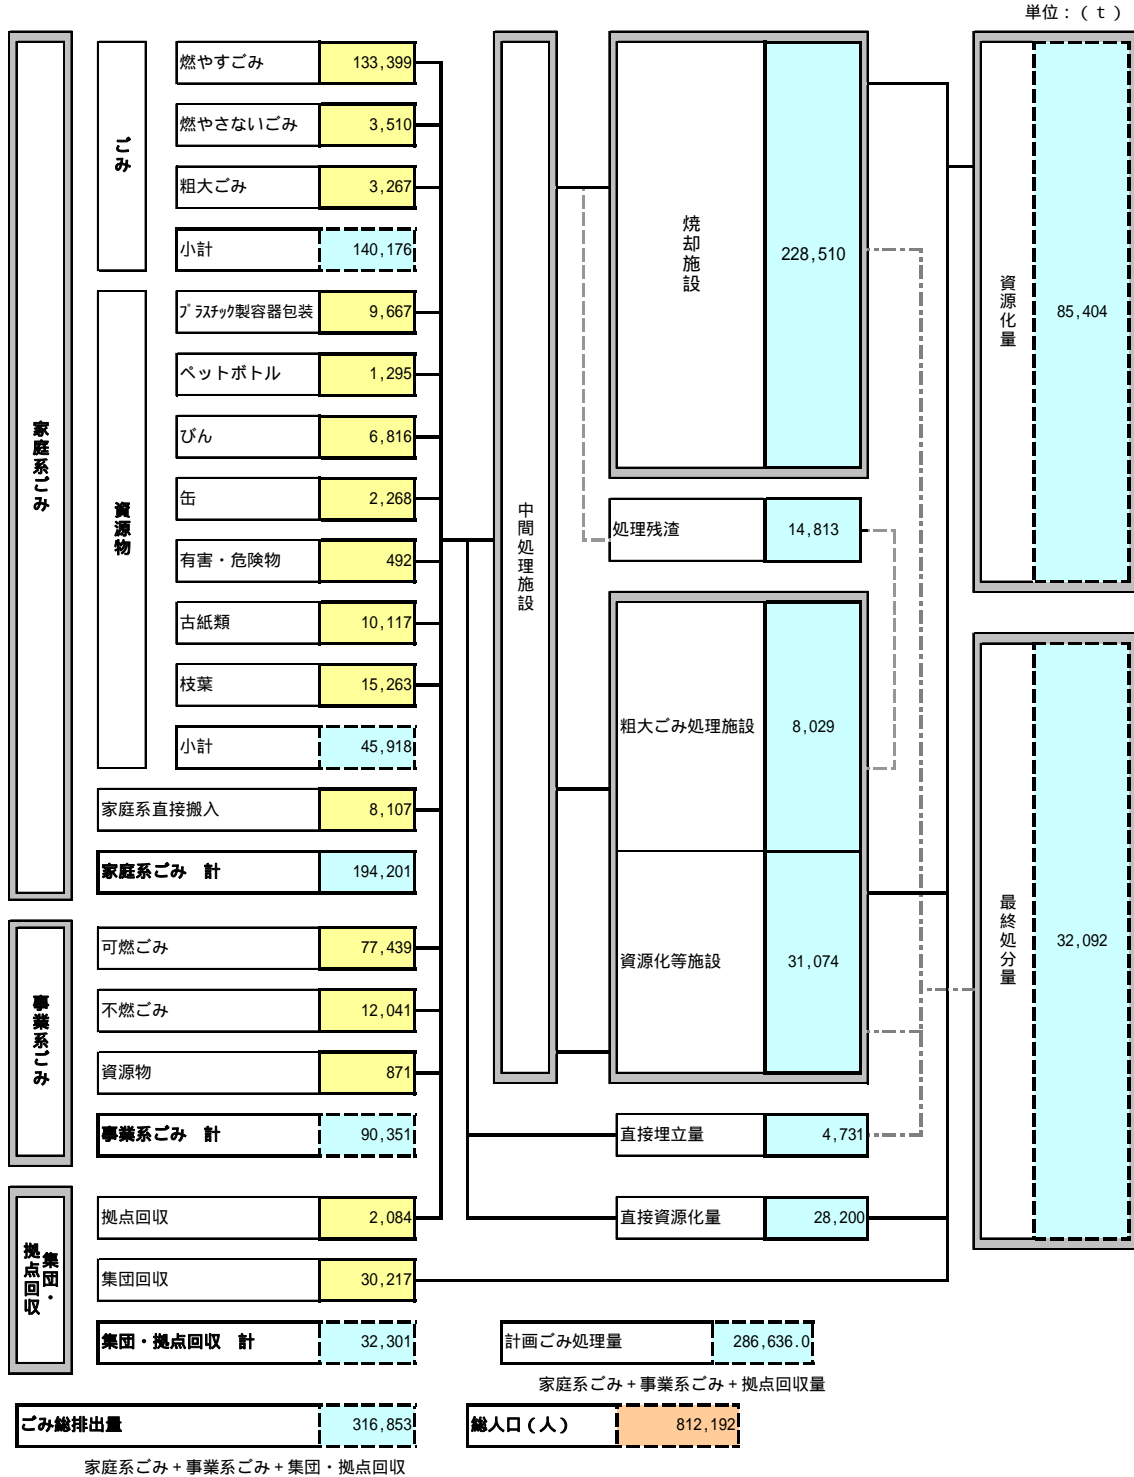 単位：（ｔ）
家庭系ごみ
ごみ
燃やすごみ 133,399
燃やさないごみ 3,510
粗大ごみ 3,267
小計 140,176
資源物
プラスチック製容器包装 9,667
ペットボトル 1,295
びん 6,816
缶 2,268
有害・危険物 492
古紙類 10,117
枝葉 15,263
小計 45,918
家庭系直接搬入 8,107
家庭系ごみ　計 194,201
事業系ごみ
可燃ごみ 77,439
不燃ごみ 12,041
資源物 871
事業系ごみ　計 90,351
集団・
拠点回収
拠点回収 2,084
集団回収 30,217
集団・拠点回収　計 32,301
ごみ総排出量 316,853
家庭系ごみ＋事業系ごみ＋集団・拠点回収
中間処理施設
焼却施設 228,510
処理残渣 14,813
粗大ごみ処理施設 8,029
資源化等施設 31,074
直接埋立量 4,731
直接資源化量 28,200
計画ごみ処理量 286,636.0
家庭系ごみ＋事業系ごみ＋拠点回収量
総人口（人） 812,192
資源化量 85,404
最終処分量 32,092